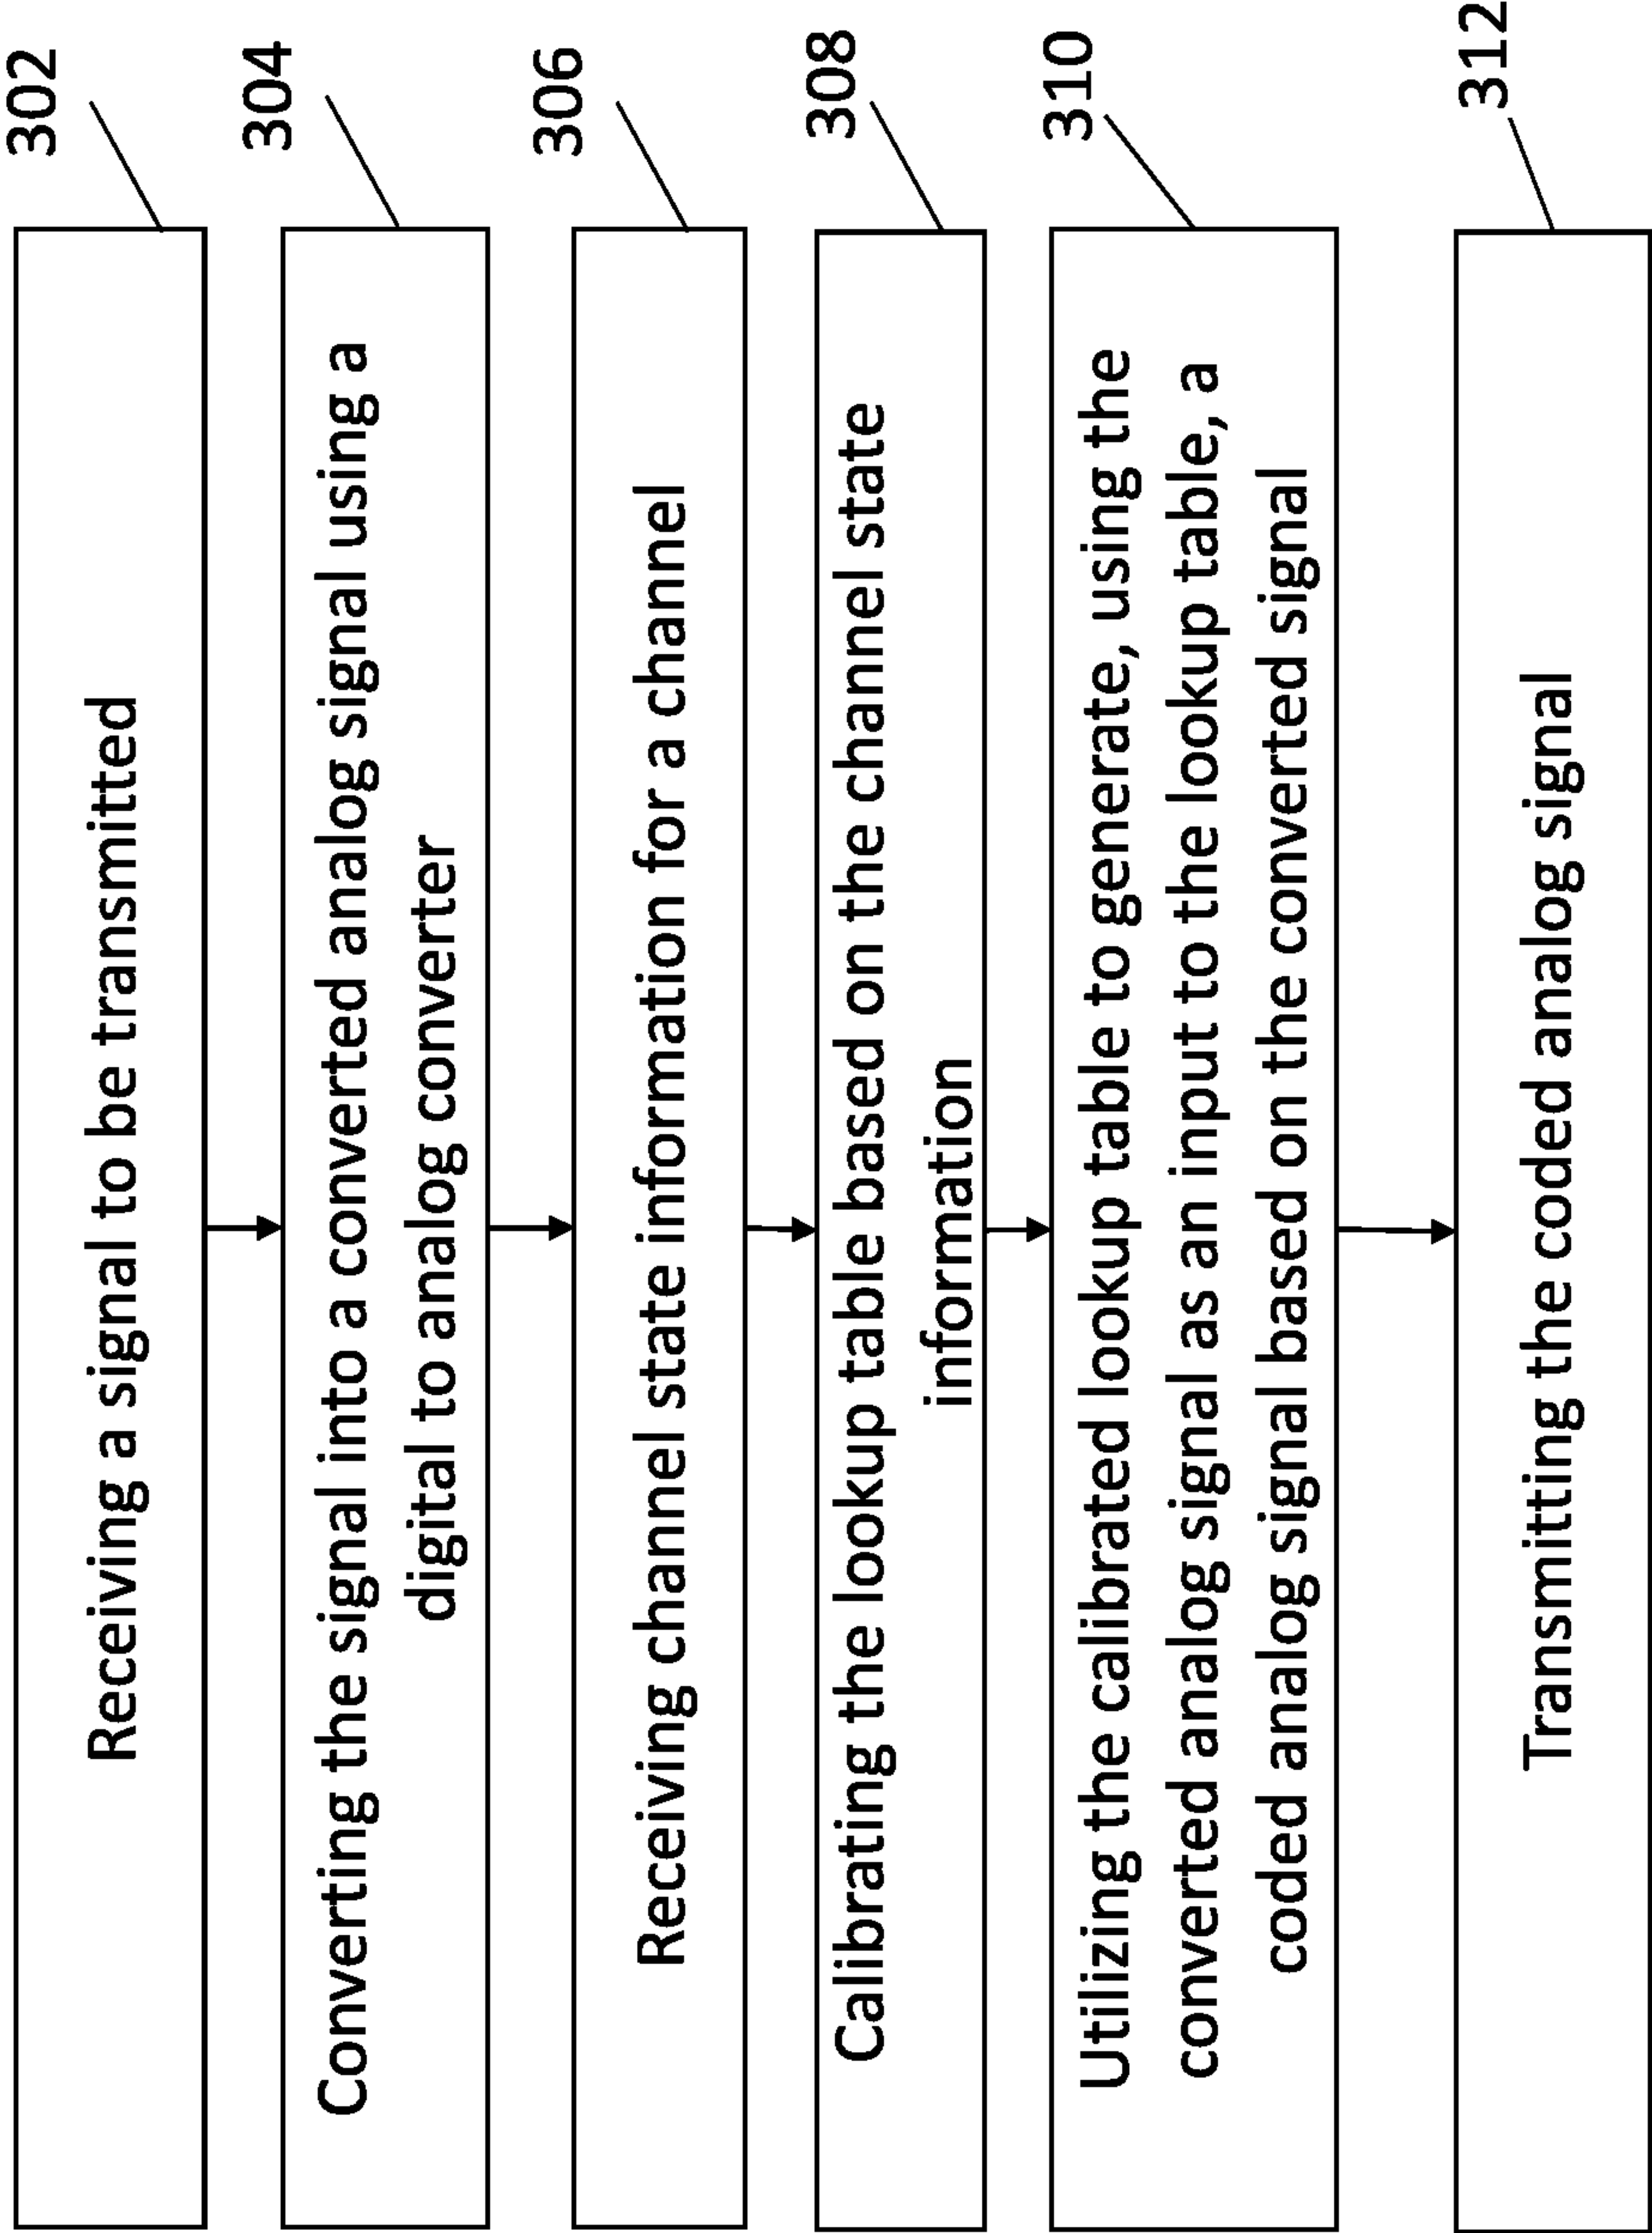 302
Receiving a signal to be transmitted
304
Converting the signal into a converted analog signal using a
digital to analog converter
306
Receiving channel state information for a channel
308
Calibrating the lookup table based on the channel state
information
310
Utilizing the calibrated lookup table to generate, using the
converted analog signal as an input to the lookup table, a
coded analog signal based on the converted signal
312
Transmitting the coded analog signal